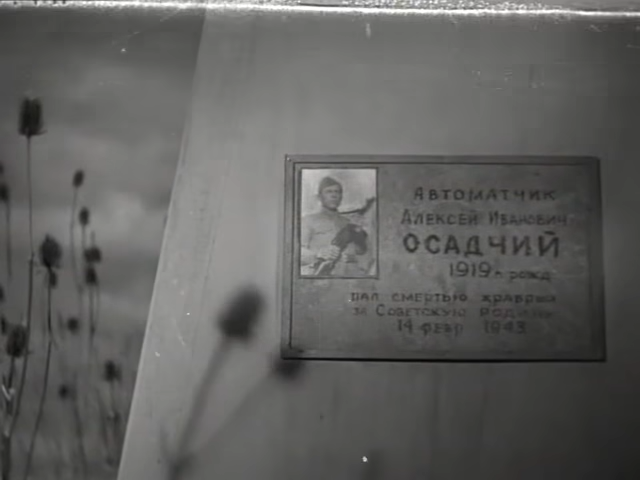 АВТОМАТЧИК
АЛЕКСЕЙ ИВАНОВИЧ
ОСАДЧИЙ
1919 г. рожд.
ПАЛ СМЕРТЬЮ ХРАБРЫХ
ЗА СОВЕТСКУЮ РОДИНУ
14 ФЕВР 1943